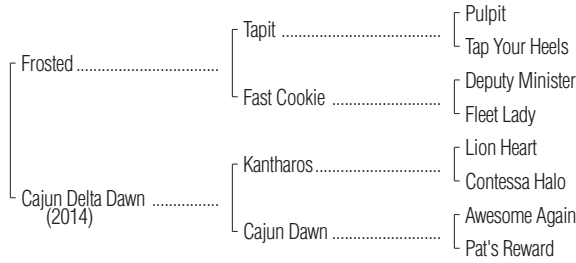 Pulpit
Tapit
Tap Your Heels
Frosted
Deputy Minister
Fast Cookie
Fleet Lady
Lion Heart
Kantharos
Contessa Halo
Cajun Delta Dawn
(2014)
Awesome Again
Cajun Dawn
Pat's Reward